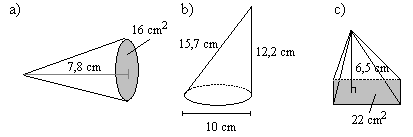 a)
16 cm²
7,8 cm
b)
15,7 cm
12,2 cm
10 cm
c)
6,5 cm
22 cm²